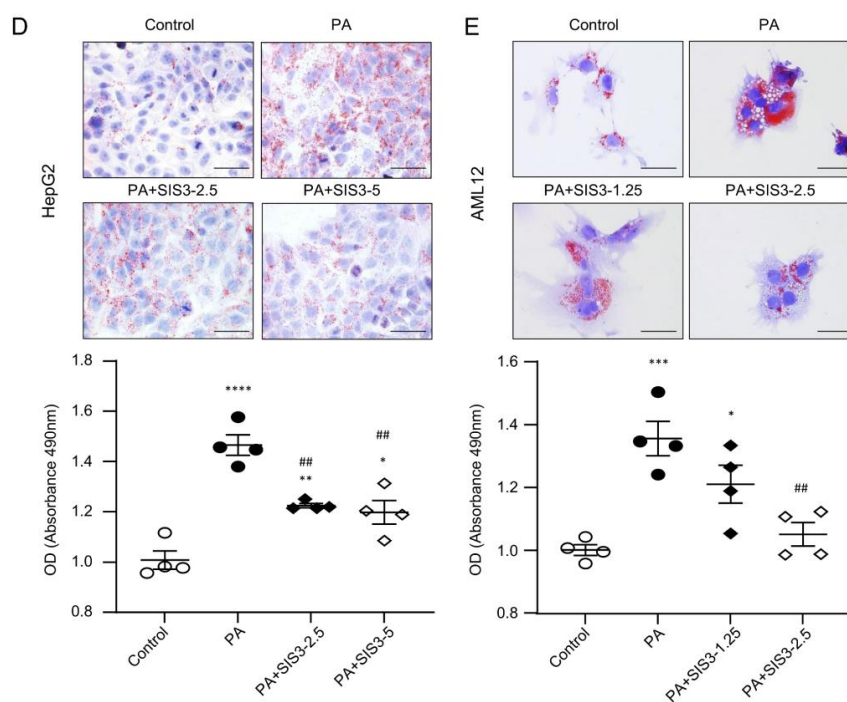 D
Control
PA
HepG2
PA+SIS3-2.5
PA+SIS3-5
1.8
1.6
1.4
1.2
1.0
0.8
OD (Absorbance 490nm)
****
##
**
##
*
Control
PA
PA+SIS3-2.5
PA+SIS3-5
E
Control
PA
AML12
PA+SIS3-1.25
PA+SIS3-2.5
1.6
1.4
1.2
1.0
0.8
OD (Absorbance 490nm)
***
*
##
Control
PA
PA+SIS3-1.25
PA+SIS3-2.5